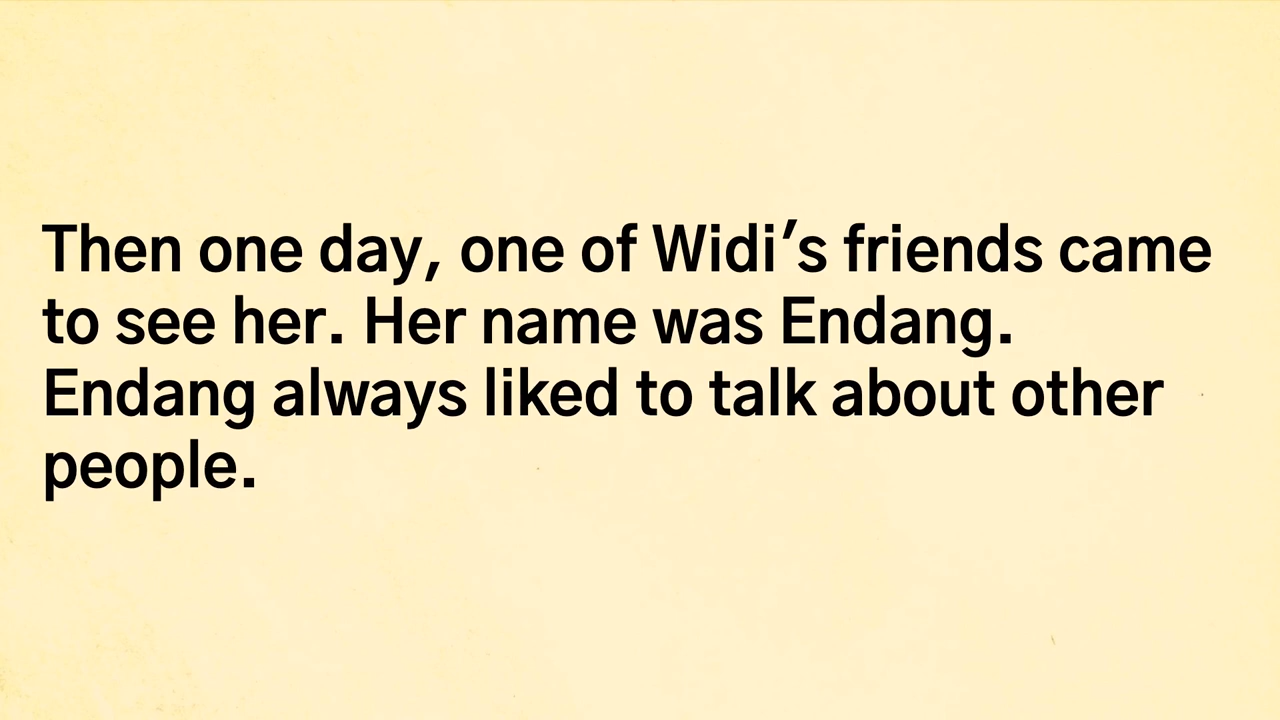 Then one day, one of Widi's friends came
to see her. Her name was Endang.
Endang always liked to talk about other
people.